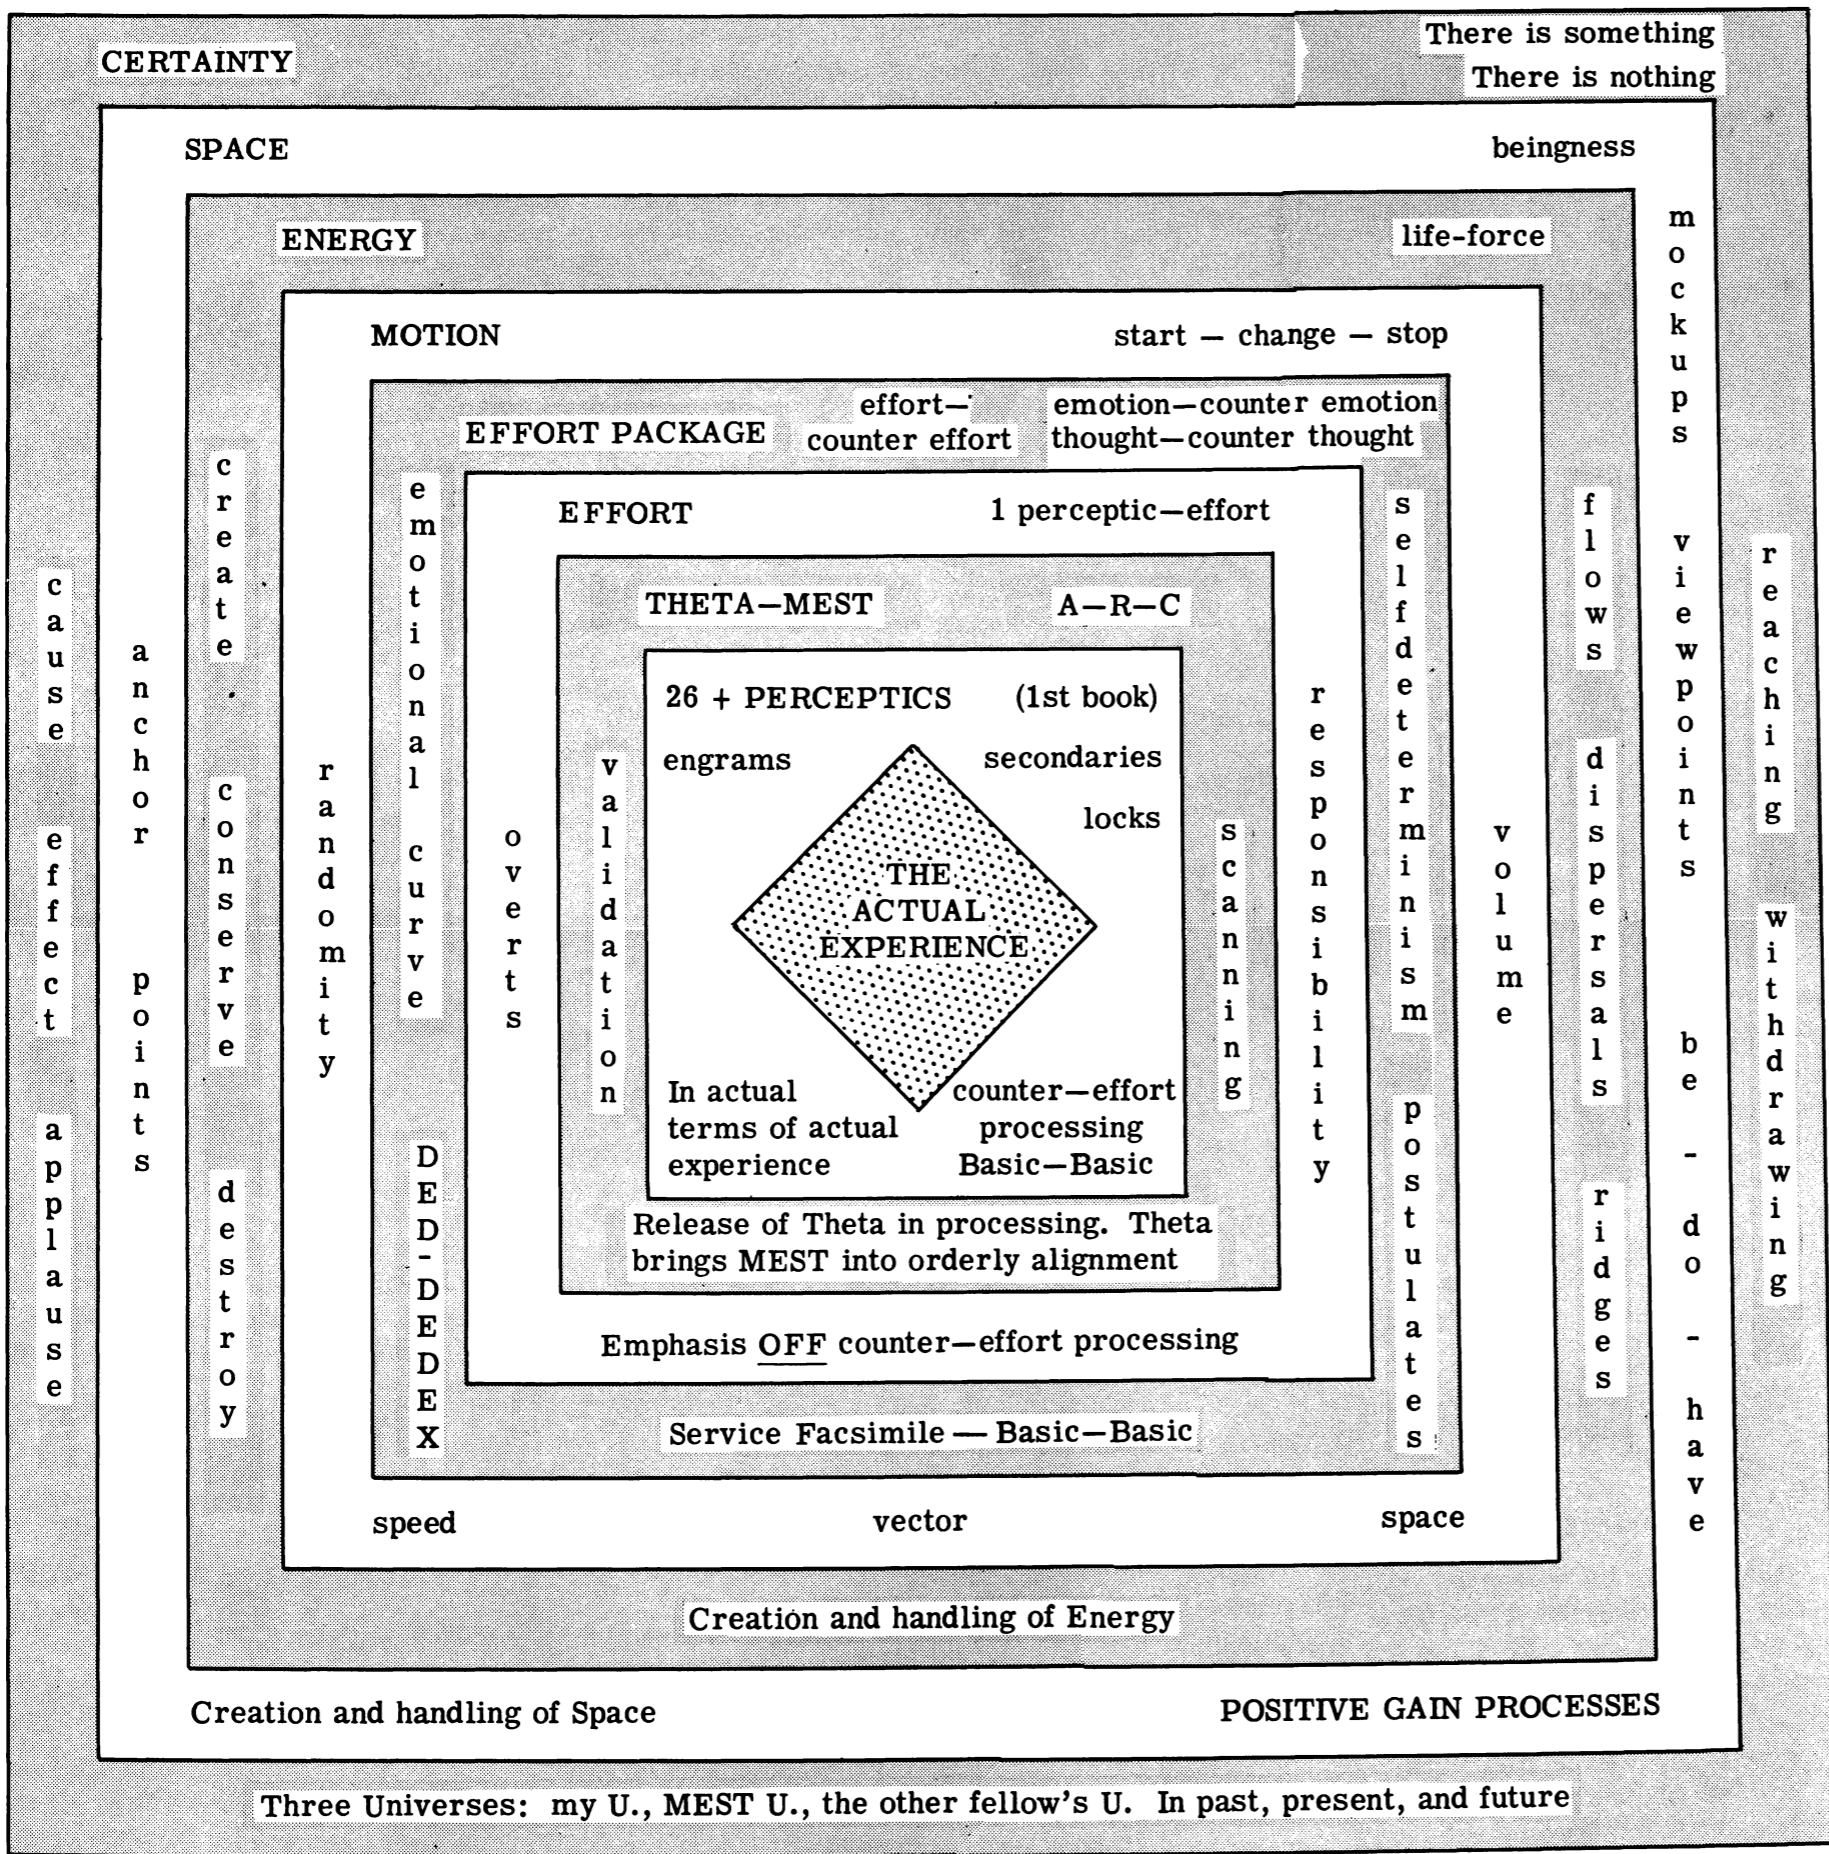 CERTAINTY
There is something
There is nothing
SPACE
beingness
ENERGY
life-force
MOTION
start — change — stop
EFFORT PACKAGE
effort—
counter effort
emotion—counter emotion
thought—counter thought
EFFORT
1 perceptic—effort
THETA—MEST
A—R—C
26 + PERCEPTICS
(1st book)
engrams
secondaries
locks
THE
ACTUAL
EXPERIENCE
In actual
terms of actual
experience
counter—effort
processing
Basic—Basic
validation
scanning
Release of Theta in processing. Theta
brings MEST into orderly alignment
overts
responsibility
Emphasis OFF counter—effort processing
emotional curve
DED-DEDEX
selfdeterminism
postulates
Service Facsimile — Basic—Basic
randomity
volume
speed
vector
space
create
conserve
destroy
flows
dispersals
ridges
Creation and handling of Energy
anchor points
mockups
viewpoints
be - do - have
Creation and handling of Space
POSITIVE GAIN PROCESSES
cause
effect
applause
reaching
withdrawing
Three Universes: my U., MEST U., the other fellow's U. In past, present, and future